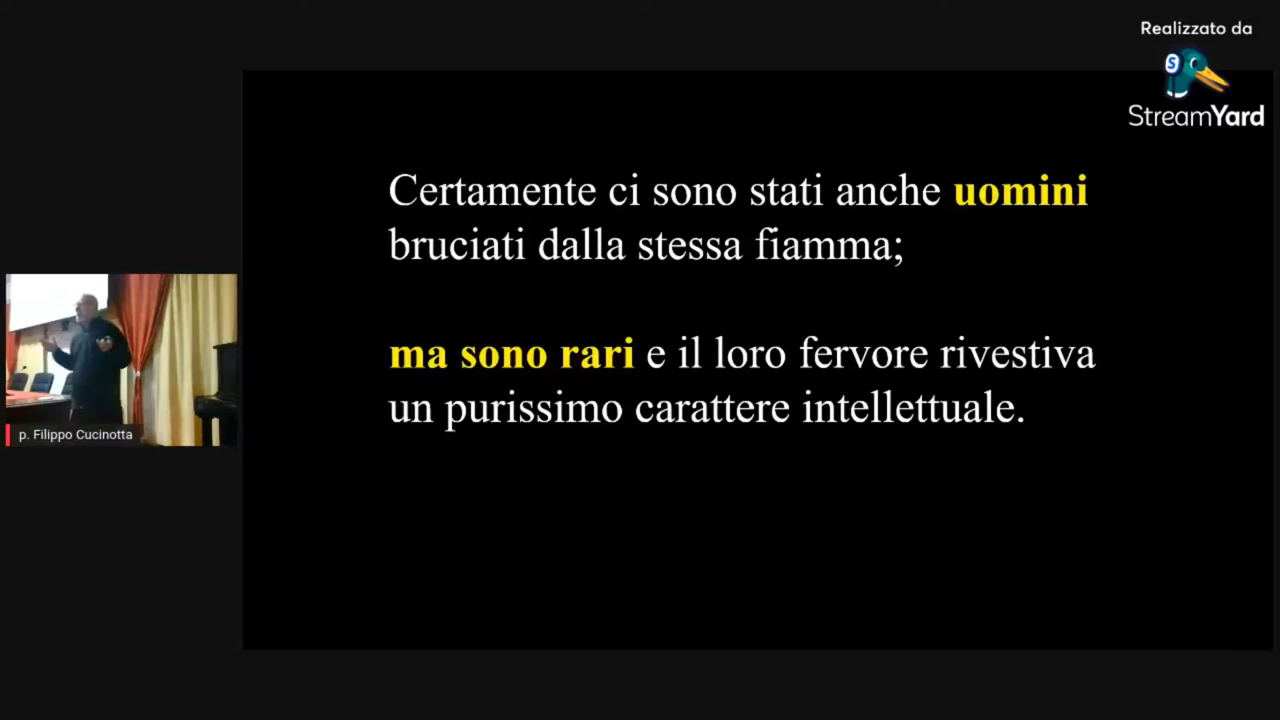 Realizzato da
StreamYard
Certamente ci sono stati anche uomini
bruciati dalla stessa fiamma;
ma sono rari e il loro fervore rivestiva
un purissimo carattere intellettuale.
p. Filippo Cucinotta